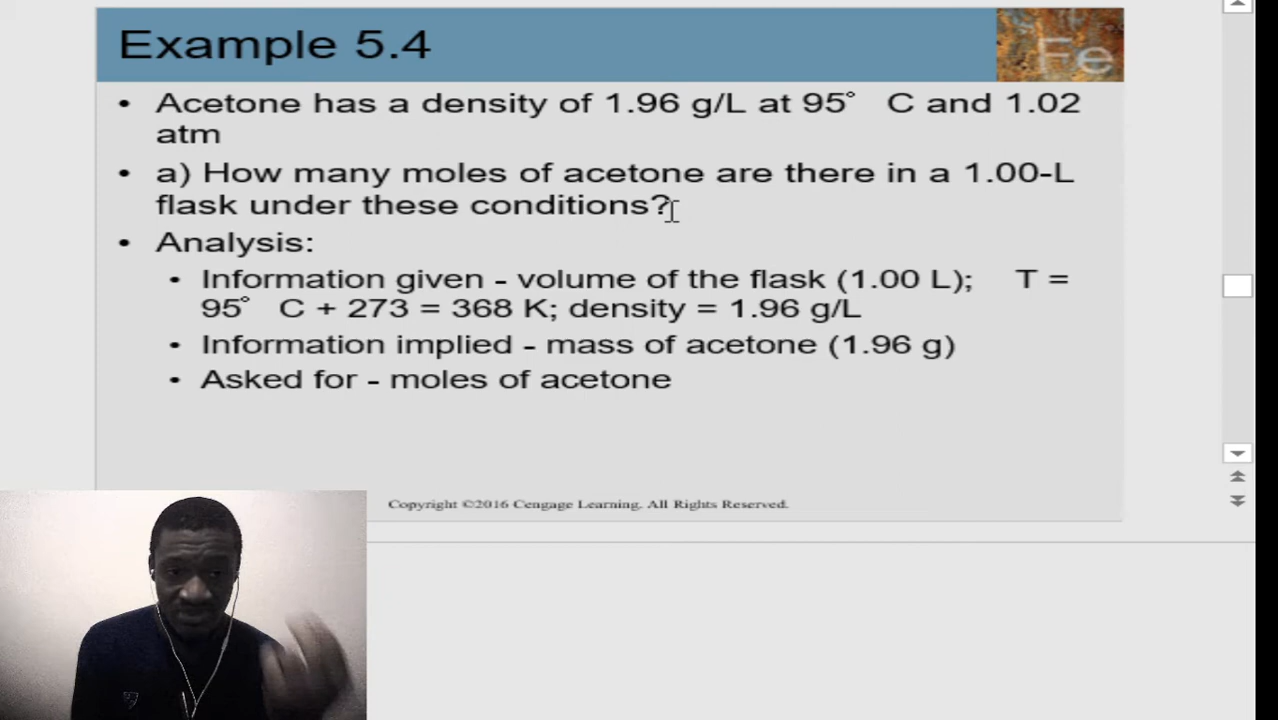 Example 5.4
Fe
• Acetone has a density of 1.96 g/L at 95° C and 1.02
atm
• a) How many moles of acetone are there in a 1.00-L
flask under these conditions?
• Analysis:
• Information given - volume of the flask (1.00 L); T =
95° C + 273 = 368 K; density = 1.96 g/L
• Information implied - mass of acetone (1.96 g)
• Asked for - moles of acetone
Copyright ©2016 Cengage Learning. All Rights Reserved.